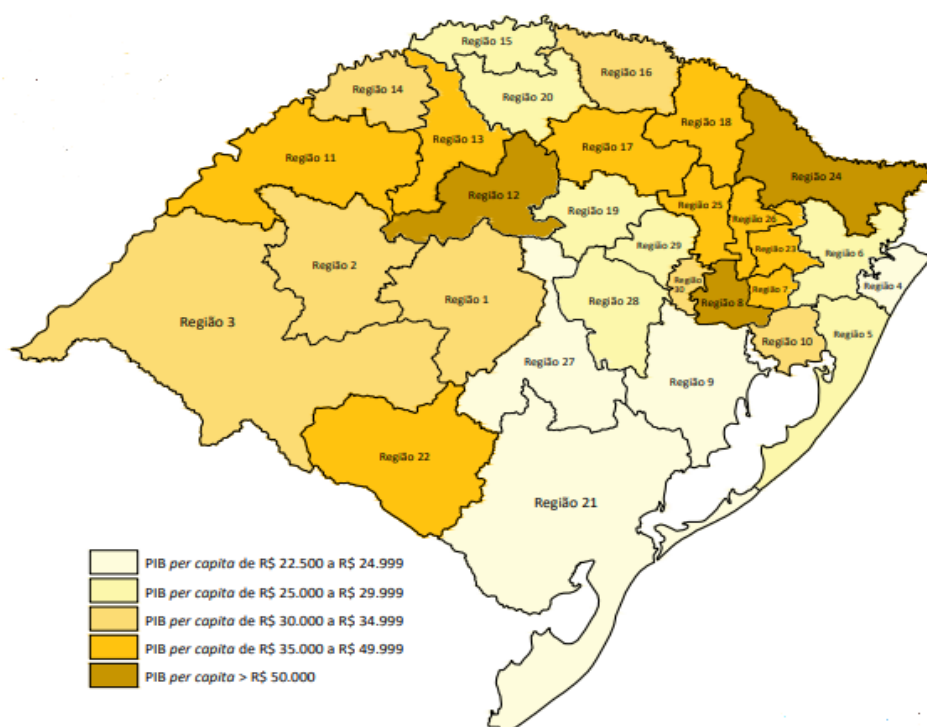 Região 15
Região 16
Região 14
Região 20
Região 18
Região 13
Região 17
Região 11
Região 24
Região 12
Região 25
Região 19
Região 26
Região 29
Região 23
Região 6
Região 2
Região 30
Região 7
Região 4
Região 1
Região 28
Região 8
Região 3
Região 5
Região 10
Região 27
Região 9
Região 22
Região 21
PIB per capita de R$ 22.500 a R$ 24.999
PIB per capita de R$ 25.000 a R$ 29.999
PIB per capita de R$ 30.000 a R$ 34.999
PIB per capita de R$ 35.000 a R$ 49.999
PIB per capita > R$ 50.000